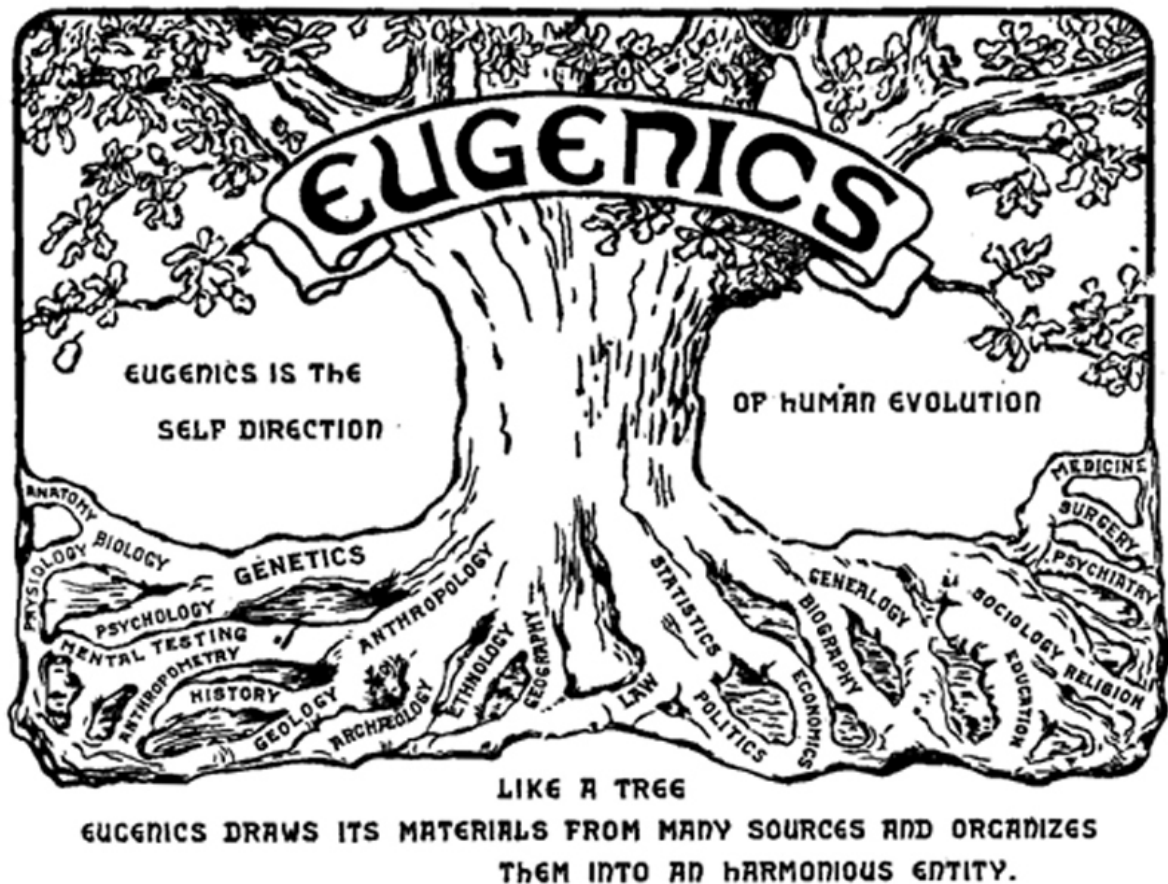 EUGENICS
EUGENICS IS THE
SELF DIRECTION
OF HUMAN EVOLUTION
ANATOMY
BIOLOGY
PHYSIOLOGY
GENETICS
PSYCHOLOGY
MENTAL TESTING
ANTHROPOMETRY
HISTORY
ANTHROPOLOGY
GEOLOGY
ARCHÆOLOGY
ETHNOLOGY
GEOGRAPHY
LAW
STATISTICS
POLITICS
ECONOMICS
BIOGRAPHY
GENEALOGY
SOCIOLOGY
EDUCATION
RELIGION
PSYCHIATRY
SURGERY
MEDICINE
LIKE A TREE
EUGENICS DRAWS ITS MATERIALS FROM MANY SOURCES AND ORGANIZES
THEM INTO AN HARMONIOUS ENTITY.